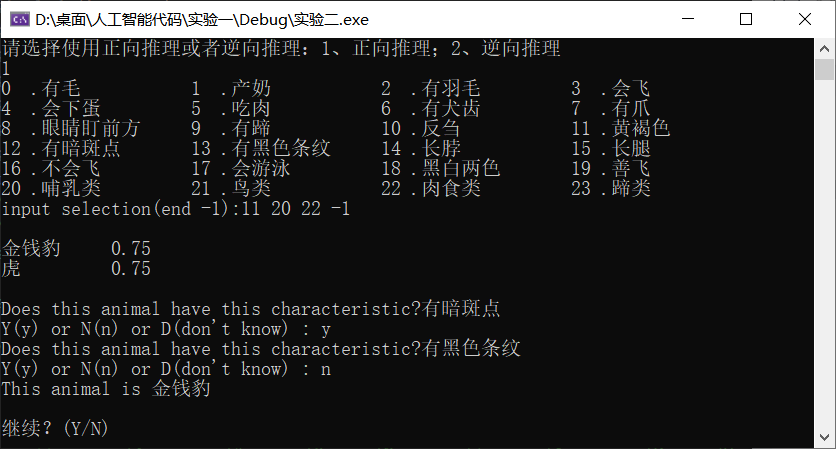 D:\桌面\人工智能代码\实验一\Debug\实验二.exe
请选择使用正向推理或者逆向推理：1、正向推理；2、逆向推理
1
0 .有毛 1 .产奶 2 .有羽毛 3 .会飞
4 .会下蛋 5 .吃肉 6 .有犬齿 7 .有爪
8 .眼睛盯前方 9 .有蹄 10 .反刍 11 .黄褐色
12 .有暗斑点 13 .有黑色条纹 14 .长脖 15 .长腿
16 .不会飞 17 .会游泳 18 .黑白两色 19 .善飞
20 .哺乳类 21 .鸟类 22 .肉食类 23 .蹄类
input selection(end -1):11 20 22 -1
金钱豹 0.75
虎 0.75
Does this animal have this characteristic?有暗斑点
Y(y) or N(n) or D(don't know) : y
Does this animal have this characteristic?有黑色条纹
Y(y) or N(n) or D(don't know) : n
This animal is 金钱豹
继续？(Y/N)